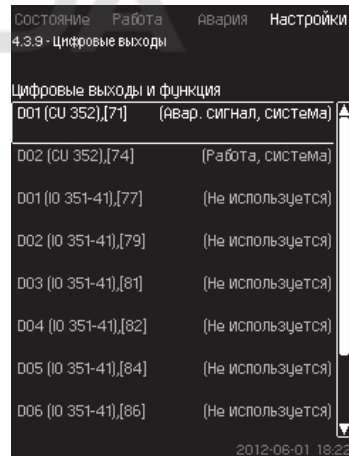 Состояние Работа Авария Настройки
4.3.9 - Цифровые выходы
Цифровые выходы и функция
DO1 (CU 352),[71] (Авар. сигнал, система)
DO2 (CU 352),[74] (Работа, система)
DO1 (IO 351-41),[77] (Не используется)
DO2 (IO 351-41),[79] (Не используется)
DO3 (IO 351-41),[81] (Не используется)
DO4 (IO 351-41),[82] (Не используется)
DO5 (IO 351-41),[84] (Не используется)
DO6 (IO 351-41),[86] (Не используется)
2012-06-01 18:22